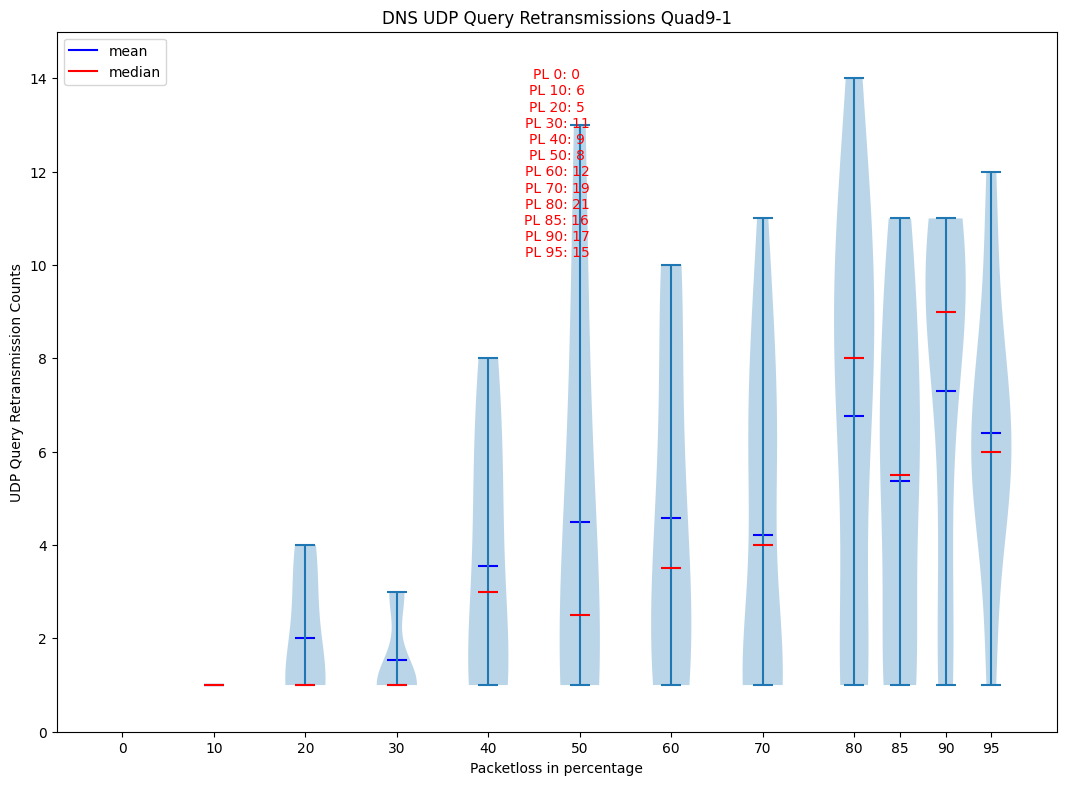 DNS UDP Query Retransmissions Quad9-1
mean
median
PL 0: 0
PL 10: 6
PL 20: 5
PL 30: 11
PL 40: 9
PL 50: 8
PL 60: 12
PL 70: 19
PL 80: 21
PL 85: 16
PL 90: 17
PL 95: 15
UDP Query Retransmission Counts
14
12
10
8
6
4
2
0
0 10 20 30 40 50 60 70 80 85 90 95
Packetloss in percentage